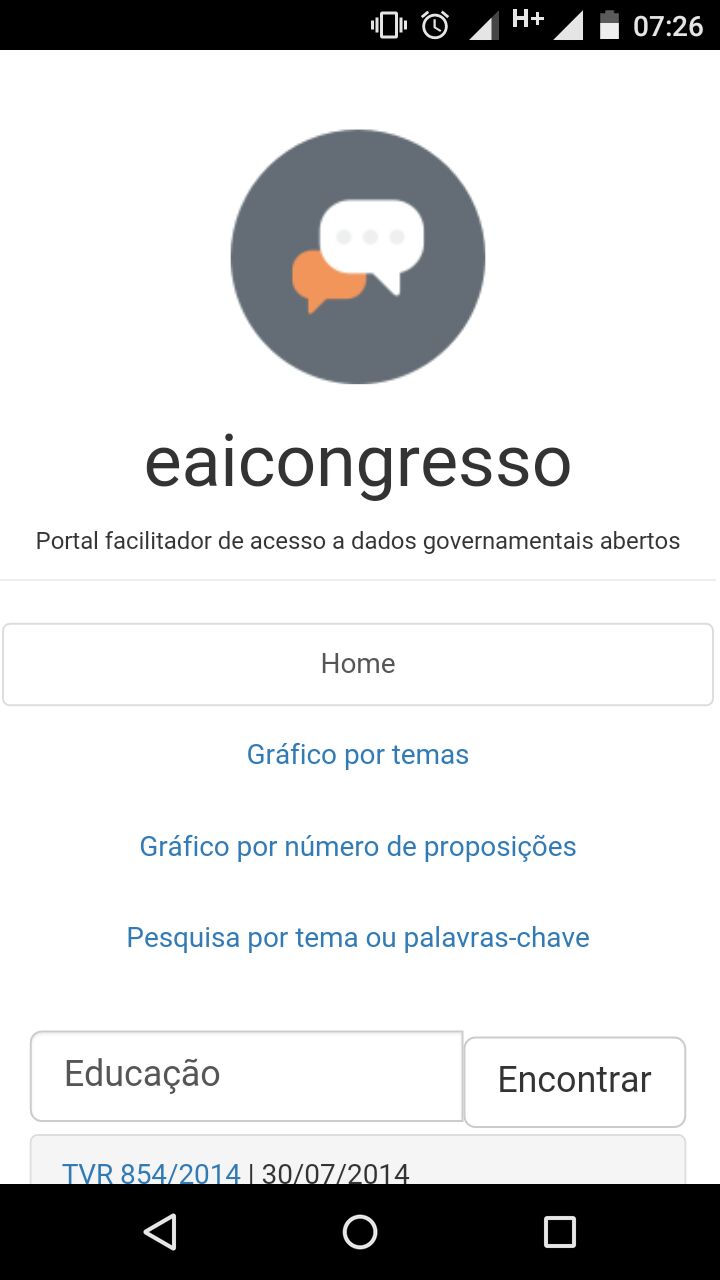 H+ 07:26
eaicongresso
Portal facilitador de acesso a dados governamentais abertos
Home
Gráfico por temas
Gráfico por número de proposições
Pesquisa por tema ou palavras-chave
Educação Encontrar
TVR 854/2014 | 30/07/2014